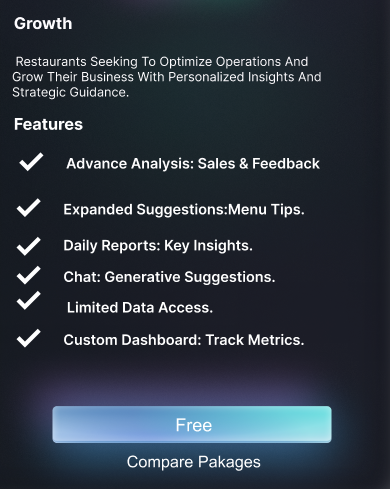 Growth
Restaurants Seeking To Optimize Operations And
Grow Their Business With Personalized Insights And
Strategic Guidance.
Features
Advance Analysis: Sales & Feedback
Expanded Suggestions:Menu Tips.
Daily Reports: Key Insights.
Chat: Generative Suggestions.
Limited Data Access.
Custom Dashboard: Track Metrics.
Free
Compare Pakages